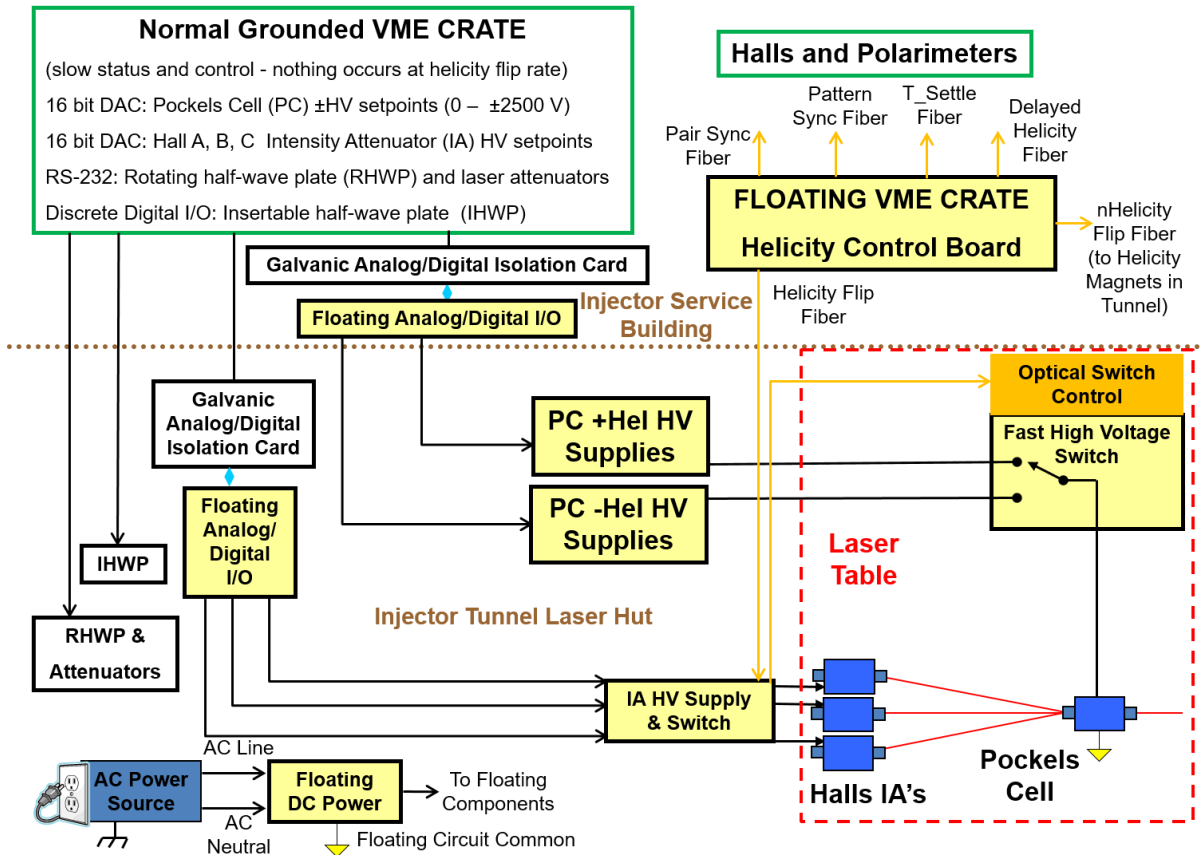 Normal Grounded VME CRATE
(slow status and control - nothing occurs at helicity flip rate)
16 bit DAC: Pockels Cell (PC) ±HV setpoints (0 – ±2500 V)
16 bit DAC: Hall A, B, C Intensity Attenuator (IA) HV setpoints
RS-232: Rotating half-wave plate (RHWP) and laser attenuators
Discrete Digital I/O: Insertable half-wave plate (IHWP)
Halls and Polarimeters
Pair Sync
Fiber
Pattern
Sync Fiber
T_Settle
Fiber
Delayed
Helicity
Fiber
FLOATING VME CRATE
Helicity Control Board
nHelicity
Flip Fiber
(to Helicity
Magnets in
Tunnel)
Galvanic Analog/Digital Isolation Card
Floating Analog/Digital I/O
Injector Service
Building
Helicity Flip
Fiber
Galvanic
Analog/Digital
Isolation Card
Floating
Analog/
Digital
I/O
PC +Hel HV
Supplies
PC -Hel HV
Supplies
Optical Switch
Control
Fast High Voltage
Switch
Laser
Table
IHWP
RHWP &
Attenuators
Injector Tunnel Laser Hut
IA HV Supply
& Switch
Halls IA's
Pockels
Cell
AC Power
Source
AC Line
AC
Neutral
Floating
DC Power
To Floating
Components
Floating Circuit Common